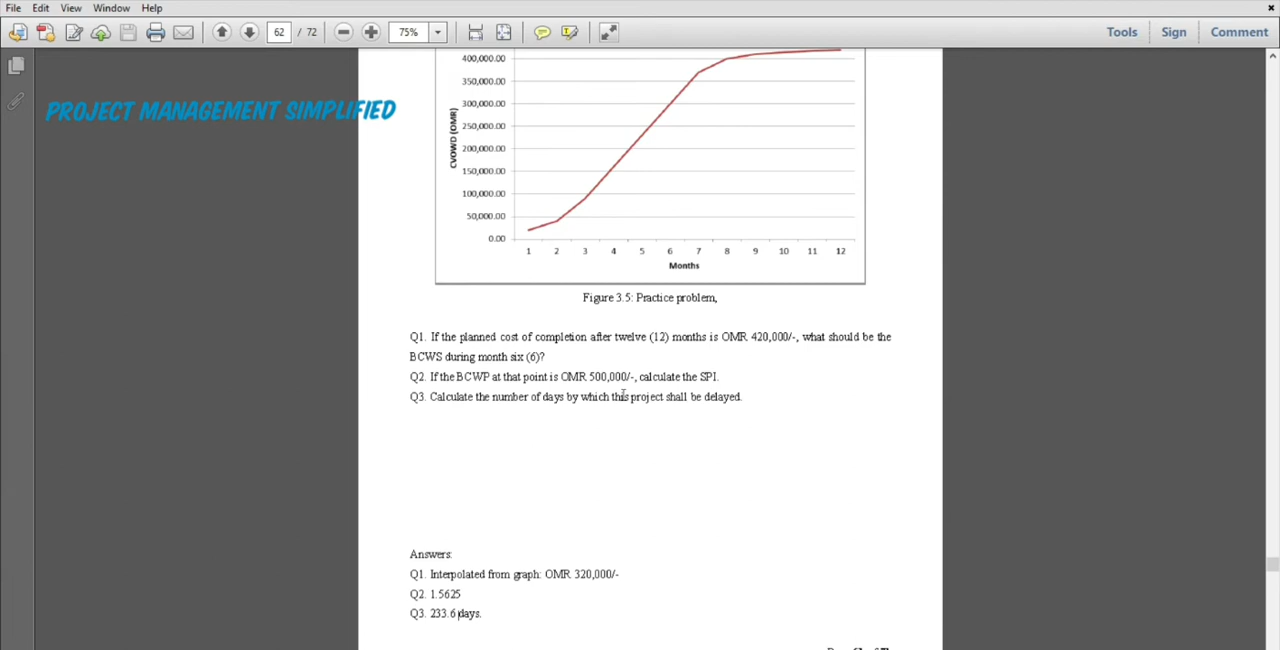 File Edit View Window Help
62 / 72 75% Tools Sign Comment
PROJECT MANAGEMENT SIMPLIFIED
400,000.00
350,000.00
300,000.00
250,000.00
200,000.00
150,000.00
100,000.00
50,000.00
0.00
CVOWD (OMR)
1 2 3 4 5 6 7 8 9 10 11 12
Months
Figure 3.5: Practice problem,
Q1. If the planned cost of completion after twelve (12) months is OMR 420,000/-, what should be the
BCWS during month six (6)?
Q2. If the BCWP at that point is OMR 500,000/-, calculate the SPI.
Q3. Calculate the number of days by which this project shall be delayed.
Answers:
Q1. Interpolated from graph: OMR 320,000/-
Q2. 1.5625
Q3. 233.6 days.